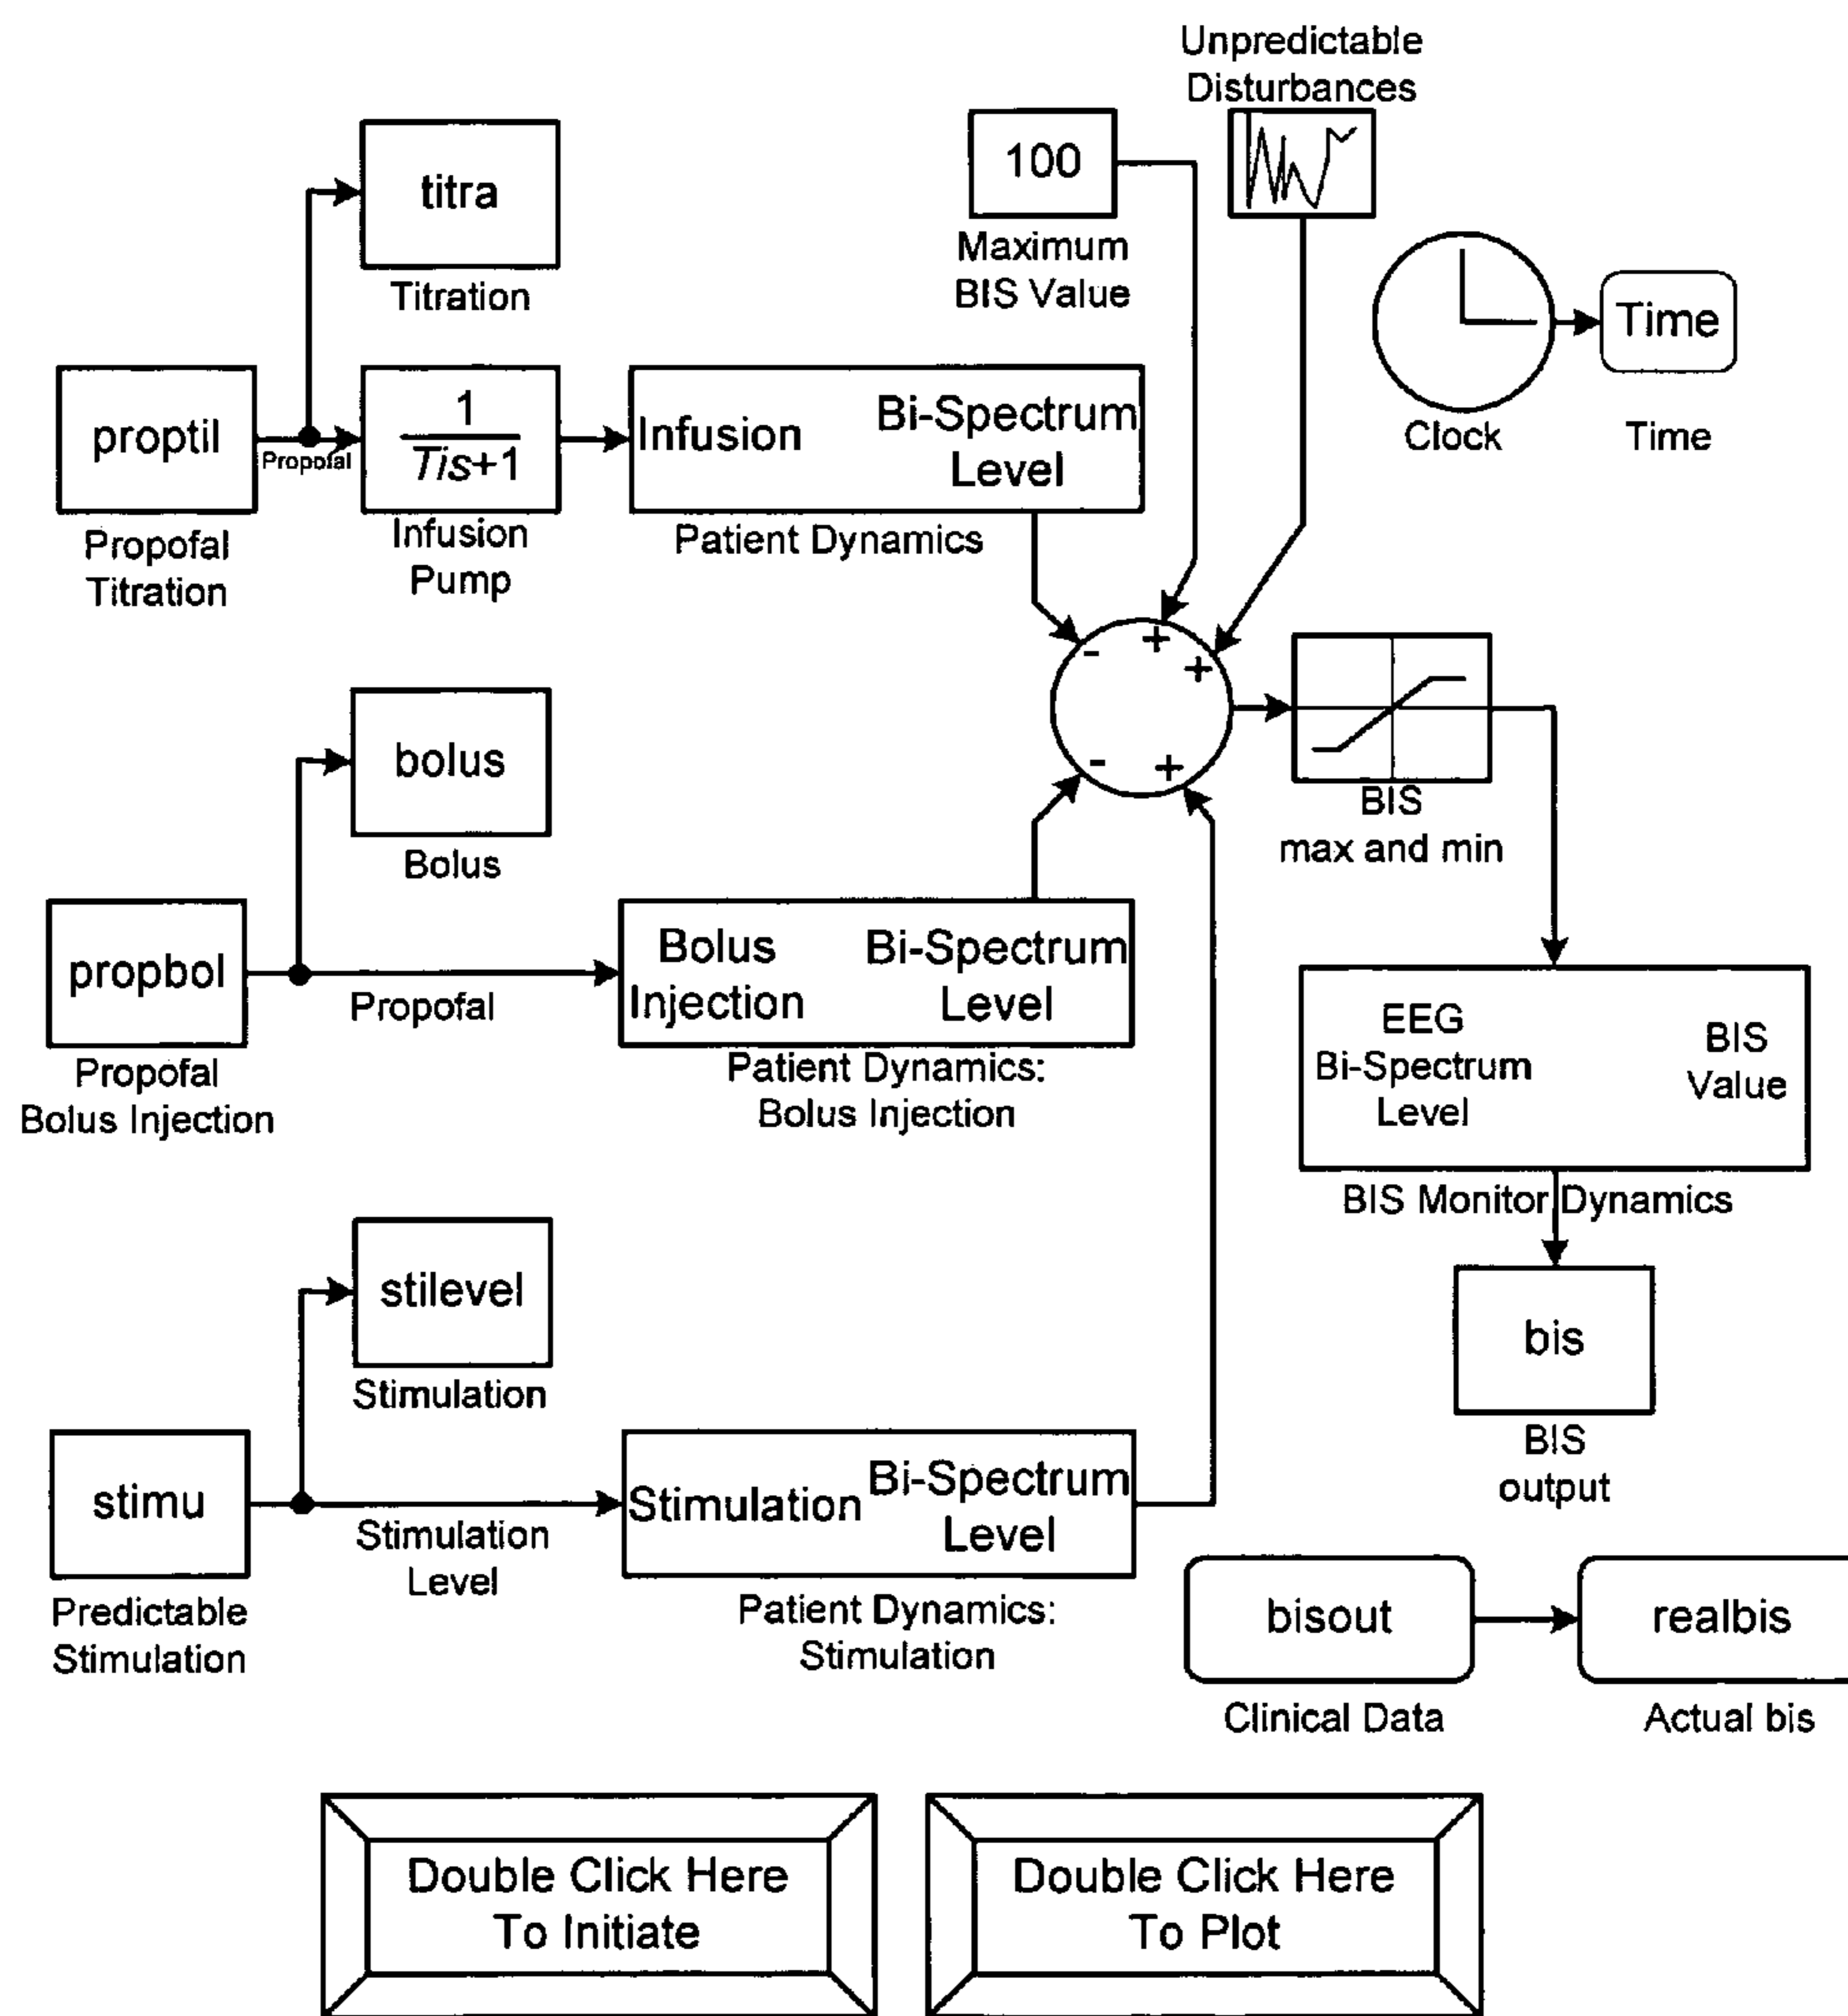 Unpredictable
Disturbances
titra
Titration
100
Maximum
BIS Value
Time
Clock
Time
proptil
Propofal
Titration
Propofal
1
Tis+1
Infusion
Pump
Infusion
Bi-Spectrum
Level
Patient Dynamics
-
+
+
-
+
BIS
max and min
bolus
Bolus
propbol
Propofal
Bolus Injection
Propofal
Bolus
Injection
Bi-Spectrum
Level
Patient Dynamics:
Bolus Injection
EEG
Bi-Spectrum
Level
BIS
Value
BIS Monitor Dynamics
bis
BIS
output
stilevel
Stimulation
stimu
Predictable
Stimulation
Stimulation
Level
Stimulation
Bi-Spectrum
Level
Patient Dynamics:
Stimulation
bisout
Clinical Data
realbis
Actual bis
Double Click Here
To Initiate
Double Click Here
To Plot